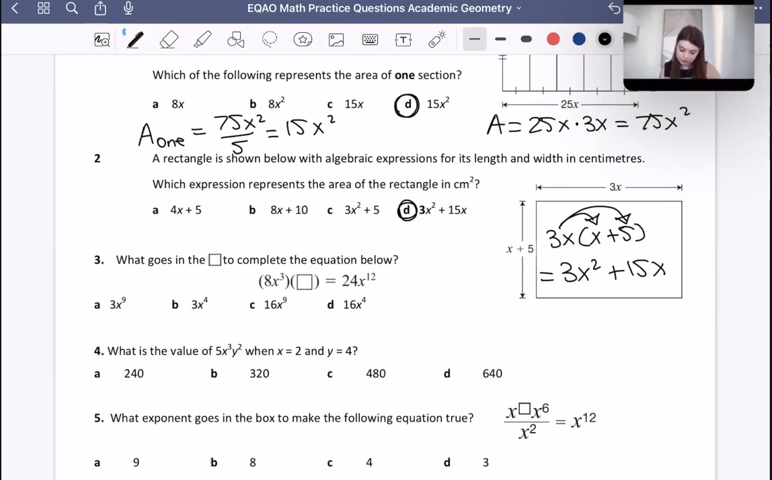 EQAO Math Practice Questions Academic Geometry
Which of the following represents the area of one section?
a 8x b 8x² c 15x d 15x²
25x
A_one = 75x²/5 = 15x²
A = 25x · 3x = 75x²
2 A rectangle is shown below with algebraic expressions for its length and width in centimetres.
Which expression represents the area of the rectangle in cm²?
3x
a 4x + 5 b 8x + 10 c 3x² + 5 d 3x² + 15x
x + 5
3x(x+5)
= 3x² + 15x
3. What goes in the □ to complete the equation below?
(8x³)(□) = 24x¹²
a 3x⁹ b 3x⁴ c 16x⁹ d 16x⁴
4. What is the value of 5x³y² when x = 2 and y = 4?
a 240 b 320 c 480 d 640
5. What exponent goes in the box to make the following equation true?
x□x⁶/x² = x¹²
a 9 b 8 c 4 d 3